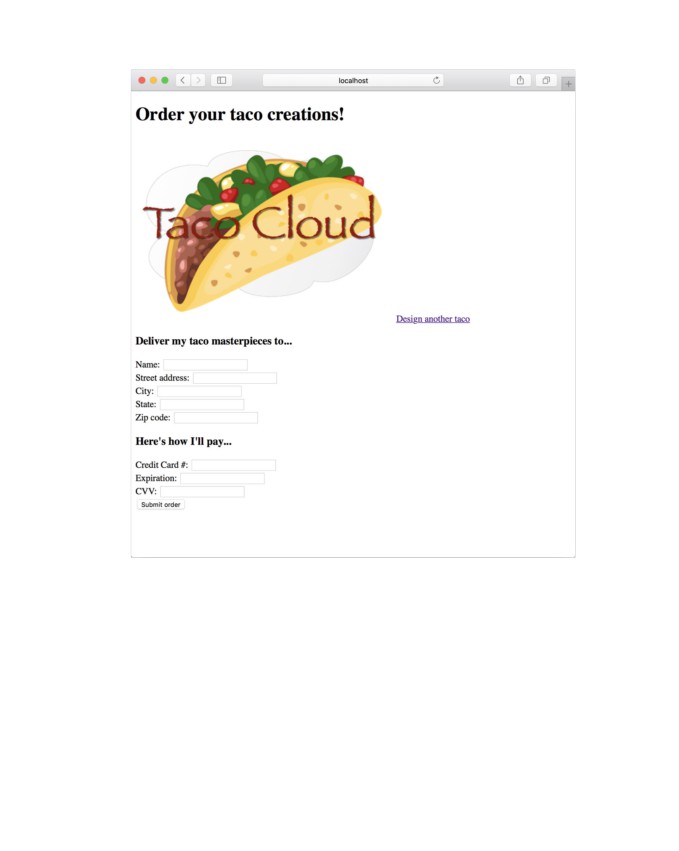 localhost
Order your taco creations!
Taco Cloud
Design another taco
Deliver my taco masterpieces to...
Name:
Street address:
City:
State:
Zip code:
Here's how I'll pay...
Credit Card #:
Expiration:
CVV:
Submit order